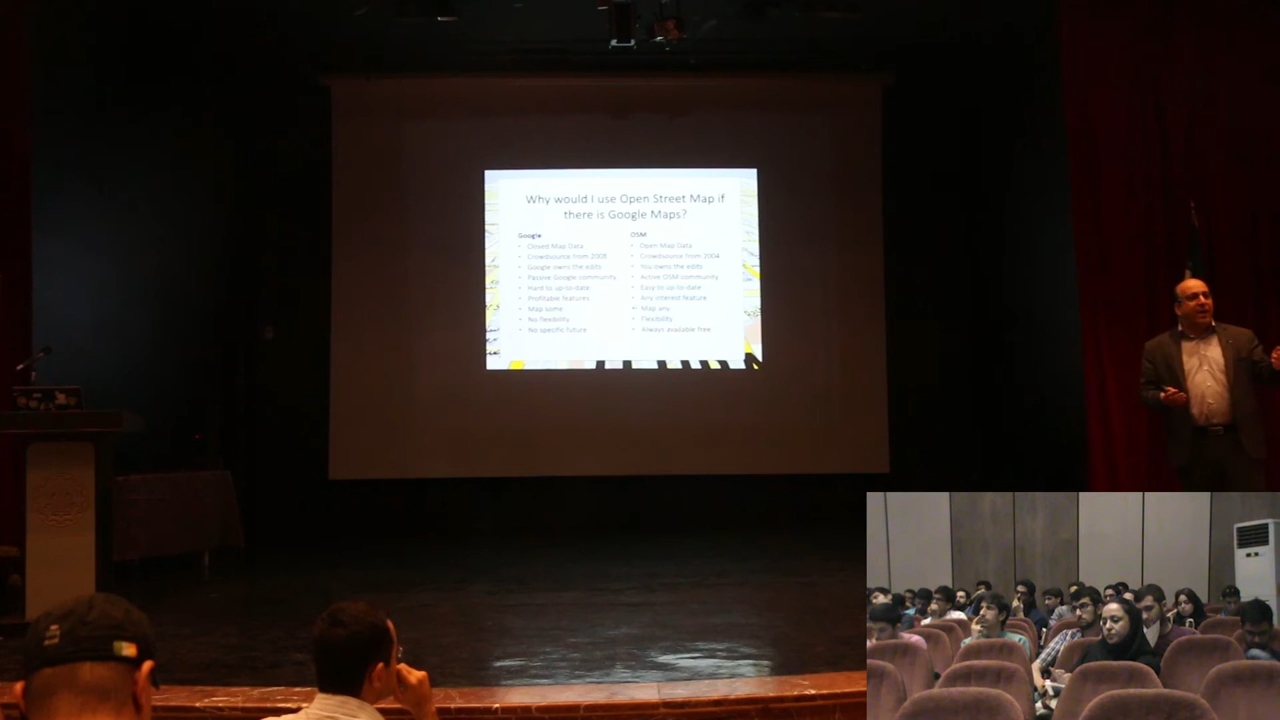 Why would I use Open Street Map if
there is Google Maps?
Google
• Closed Map Data
• Crowdsource from 2008
• Google owns the edits
• Passive Google community
• Hard to up-to-date
• Profitable features
• Map some
• No flexibility
• No specific future
OSM
• Open Map Data
• Crowdsource from 2004
• You owns the edits
• Active OSM community
• Easy to up-to-date
• Any interest feature
• Map any
• Flexibility
• Always available free